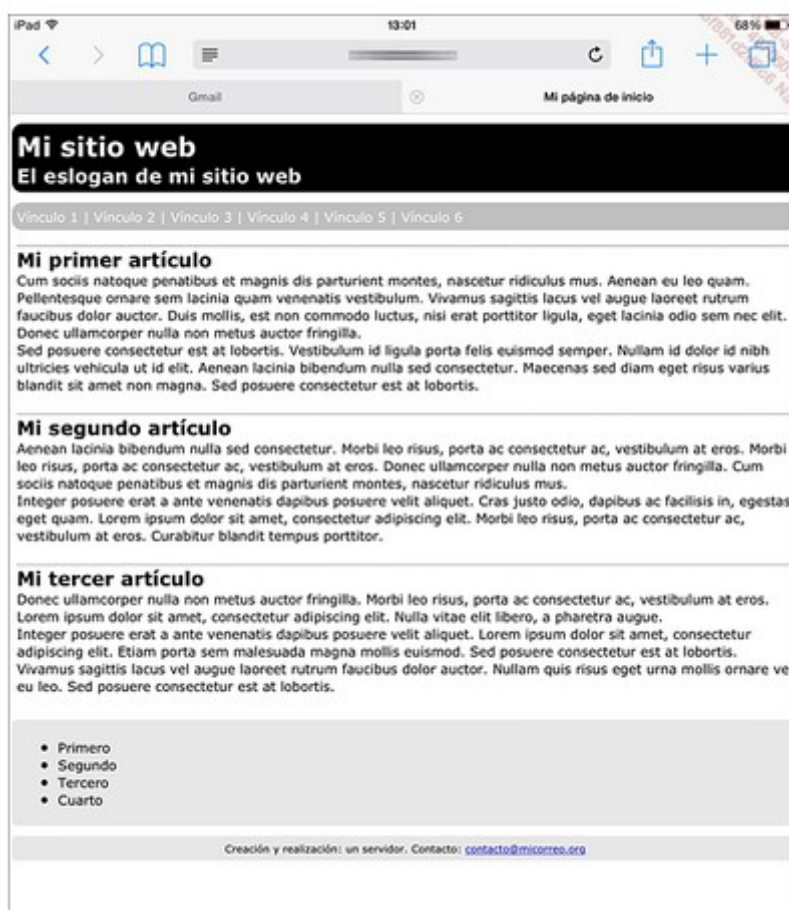 iPad
13:01
68%
Gmail
Mi página de inicio
Mi sitio web
El eslogan de mi sitio web
Vínculo 1 | Vínculo 2 | Vínculo 3 | Vínculo 4 | Vínculo 5 | Vínculo 6
Mi primer artículo
Cum sociis natoque penatibus et magnis dis parturient montes, nascetur ridiculus mus. Aenean eu leo quam.
Pellentesque ornare sem lacinia quam venenatis vestibulum. Vivamus sagittis lacus vel augue laoreet rutrum
faucibus dolor auctor. Duis mollis, est non commodo luctus, nisi erat porttitor ligula, eget lacinia odio sem nec elit.
Donec ullamcorper nulla non metus auctor fringilla.
Sed posuere consectetur est at lobortis. Vestibulum id ligula porta felis euismod semper. Nullam id dolor id nibh
ultricies vehicula ut id elit. Aenean lacinia bibendum nulla sed consectetur. Maecenas sed diam eget risus varius
blandit sit amet non magna. Sed posuere consectetur est at lobortis.
Mi segundo artículo
Aenean lacinia bibendum nulla sed consectetur. Morbi leo risus, porta ac consectetur ac, vestibulum at eros. Morbi
leo risus, porta ac consectetur ac, vestibulum at eros. Donec ullamcorper nulla non metus auctor fringilla. Cum
sociis natoque penatibus et magnis dis parturient montes, nascetur ridiculus mus.
Integer posuere erat a ante venenatis dapibus posuere velit aliquet. Cras justo odio, dapibus ac facilisis in, egestas
eget quam. Lorem ipsum dolor sit amet, consectetur adipiscing elit. Morbi leo risus, porta ac consectetur ac,
vestibulum at eros. Curabitur blandit tempus porttitor.
Mi tercer artículo
Donec ullamcorper nulla non metus auctor fringilla. Morbi leo risus, porta ac consectetur ac, vestibulum at eros.
Lorem ipsum dolor sit amet, consectetur adipiscing elit. Nulla vitae elit libero, a pharetra augue.
Integer posuere erat a ante venenatis dapibus posuere velit aliquet. Lorem ipsum dolor sit amet, consectetur
adipiscing elit. Etiam porta sem malesuada magna mollis euismod. Sed posuere consectetur est at lobortis.
Vivamus sagittis lacus vel augue laoreet rutrum faucibus dolor auctor. Nullam quis risus eget urna mollis ornare ve
eu leo. Sed posuere consectetur est at lobortis.
Primero
Segundo
Tercero
Cuarto
Creación y realización: un servidor. Contacto: contacto@micorreo.org